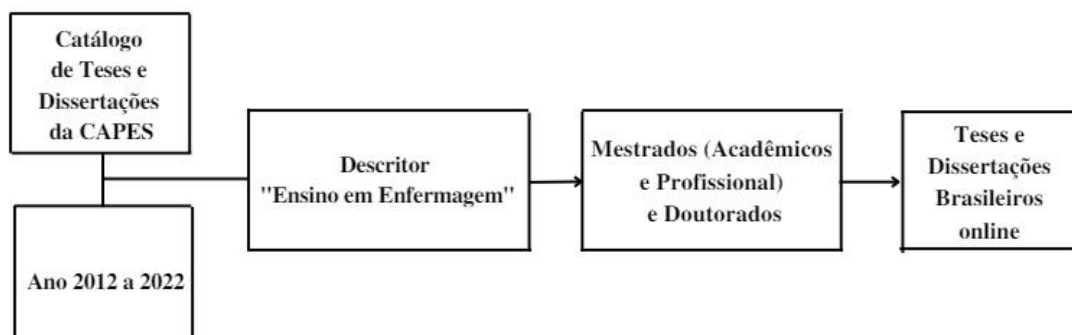 Catálogo
de Teses e
Dissertações
da CAPES
Ano 2012 a 2022
Descritor
"Ensino em Enfermagem"
Mestrados (Acadêmicos
e Profissional)
e Doutorados
Teses e
Dissertações
Brasileiros
online